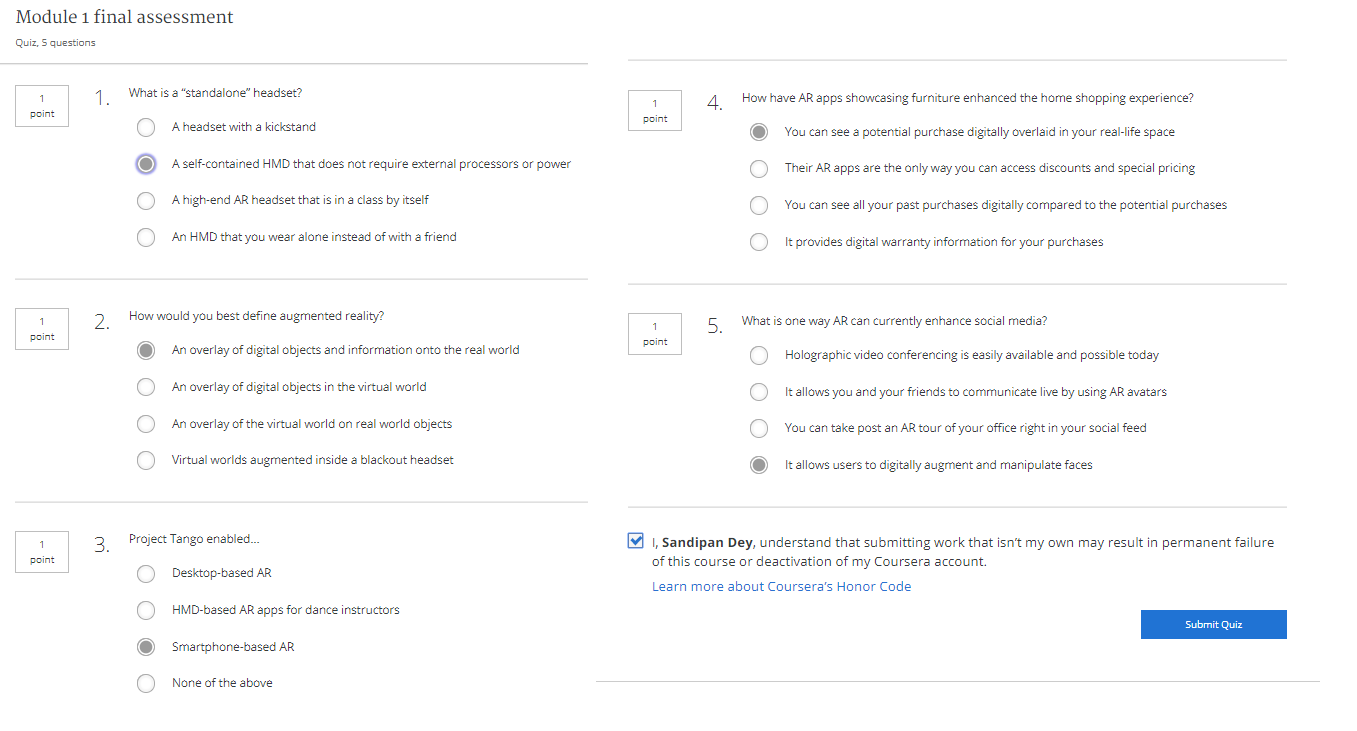 Module 1 final assessment
Quiz, 5 questions
1
point
1.
What is a “standalone” headset?
A headset with a kickstand
A self-contained HMD that does not require external processors or power
A high-end AR headset that is in a class by itself
An HMD that you wear alone instead of with a friend
1
point
2.
How would you best define augmented reality?
An overlay of digital objects and information onto the real world
An overlay of digital objects in the virtual world
An overlay of the virtual world on real world objects
Virtual worlds augmented inside a blackout headset
1
point
3.
Project Tango enabled...
Desktop-based AR
HMD-based AR apps for dance instructors
Smartphone-based AR
None of the above
1
point
4.
How have AR apps showcasing furniture enhanced the home shopping experience?
You can see a potential purchase digitally overlaid in your real-life space
Their AR apps are the only way you can access discounts and special pricing
You can see all your past purchases digitally compared to the potential purchases
It provides digital warranty information for your purchases
1
point
5.
What is one way AR can currently enhance social media?
Holographic video conferencing is easily available and possible today
It allows you and your friends to communicate live by using AR avatars
You can take post an AR tour of your office right in your social feed
It allows users to digitally augment and manipulate faces
I, Sandipan Dey, understand that submitting work that isn’t my own may result in permanent failure
of this course or deactivation of my Coursera account.
Learn more about Coursera’s Honor Code
Submit Quiz